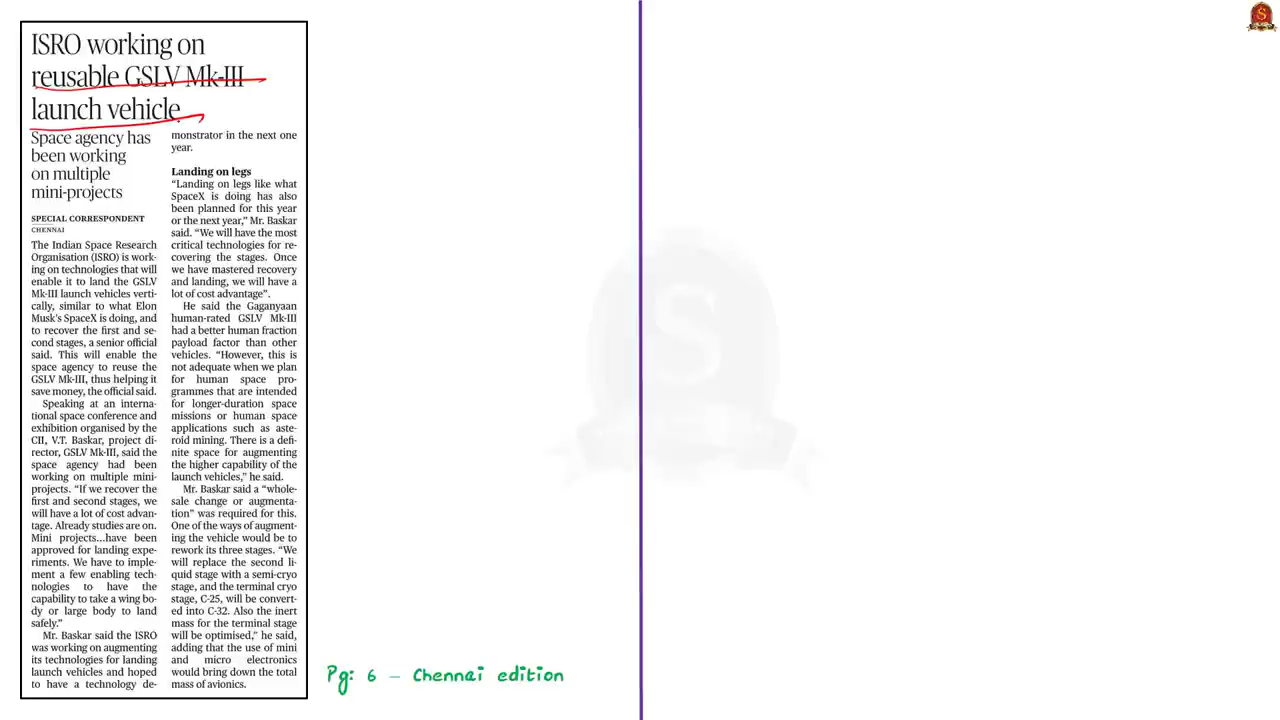 ISRO working on
reusable GSLV Mk-III
launch vehicle
Space agency has
been working
on multiple
mini-projects
SPECIAL CORRESPONDENT
CHENNAI
The Indian Space Research
Organisation (ISRO) is work-
ing on technologies that will
enable it to land the GSLV
Mk-III launch vehicles verti-
cally, similar to what Elon
Musk's SpaceX is doing, and
to recover the first and se-
cond stages, a senior official
said. This will enable the
space agency to reuse the
GSLV Mk-III, thus helping it
save money, the official said.
Speaking at an interna-
tional space conference and
exhibition organised by the
CII, V.T. Baskar, project di-
rector, GSLV Mk-III, said the
space agency had been
working on multiple mini-
projects. “If we recover the
first and second stages, we
will have a lot of cost advan-
tage. Already studies are on.
Mini projects...have been
approved for landing expe-
riments. We have to imple-
ment a few enabling tech-
nologies to have the
capability to take a wing bo-
dy or large body to land
safely.”
Mr. Baskar said the ISRO
was working on augmenting
its technologies for landing
launch vehicles and hoped
to have a technology de-
monstrator in the next one
year.
Landing on legs
“Landing on legs like what
SpaceX is doing has also
been planned for this year
or the next year,” Mr. Baskar
said. “We will have the most
critical technologies for re-
covering the stages. Once
we have mastered recovery
and landing, we will have a
lot of cost advantage”.
He said the Gaganyaan
human-rated GSLV Mk-III
had a better human fraction
payload factor than other
vehicles. “However, this is
not adequate when we plan
for human space pro-
grammes that are intended
for longer-duration space
missions or human space
applications such as aste-
roid mining. There is a defi-
nite space for augmenting
the higher capability of the
launch vehicles,” he said.
Mr. Baskar said a “whole-
sale change or augmenta-
tion” was required for this.
One of the ways of augment-
ing the vehicle would be to
rework its three stages. “We
will replace the second li-
quid stage with a semi-cryo
stage, and the terminal cryo
stage, C-25, will be convert-
ed into C-32. Also the inert
mass for the terminal stage
will be optimised,” he said,
adding that the use of mini
and micro electronics
would bring down the total
mass of avionics.
Pg: 6 – Chennai edition
S
S